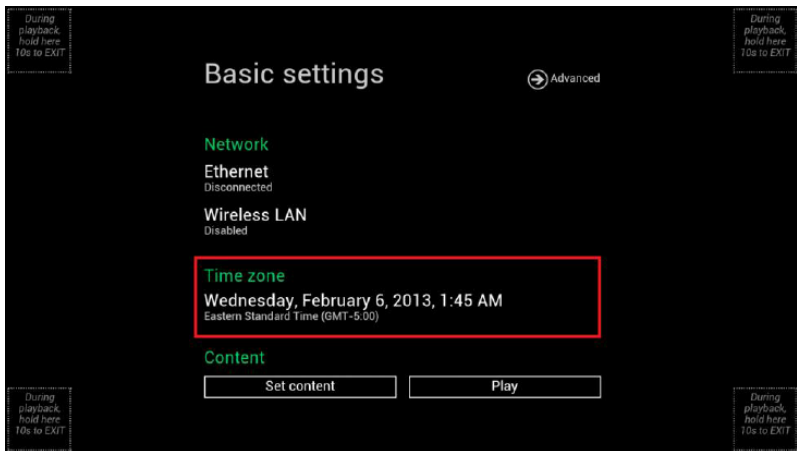 During
playback,
hold here
10s to EXIT
During
playback,
hold here
10s to EXIT
Basic settings
Advanced
Network
Ethernet
Disconnected
Wireless LAN
Disabled
Time zone
Wednesday, February 6, 2013, 1:45 AM
Eastern Standard Time (GMT-5:00)
Content
Set content
Play
During
playback,
hold here
10s to EXIT
During
playback,
hold here
10s to EXIT